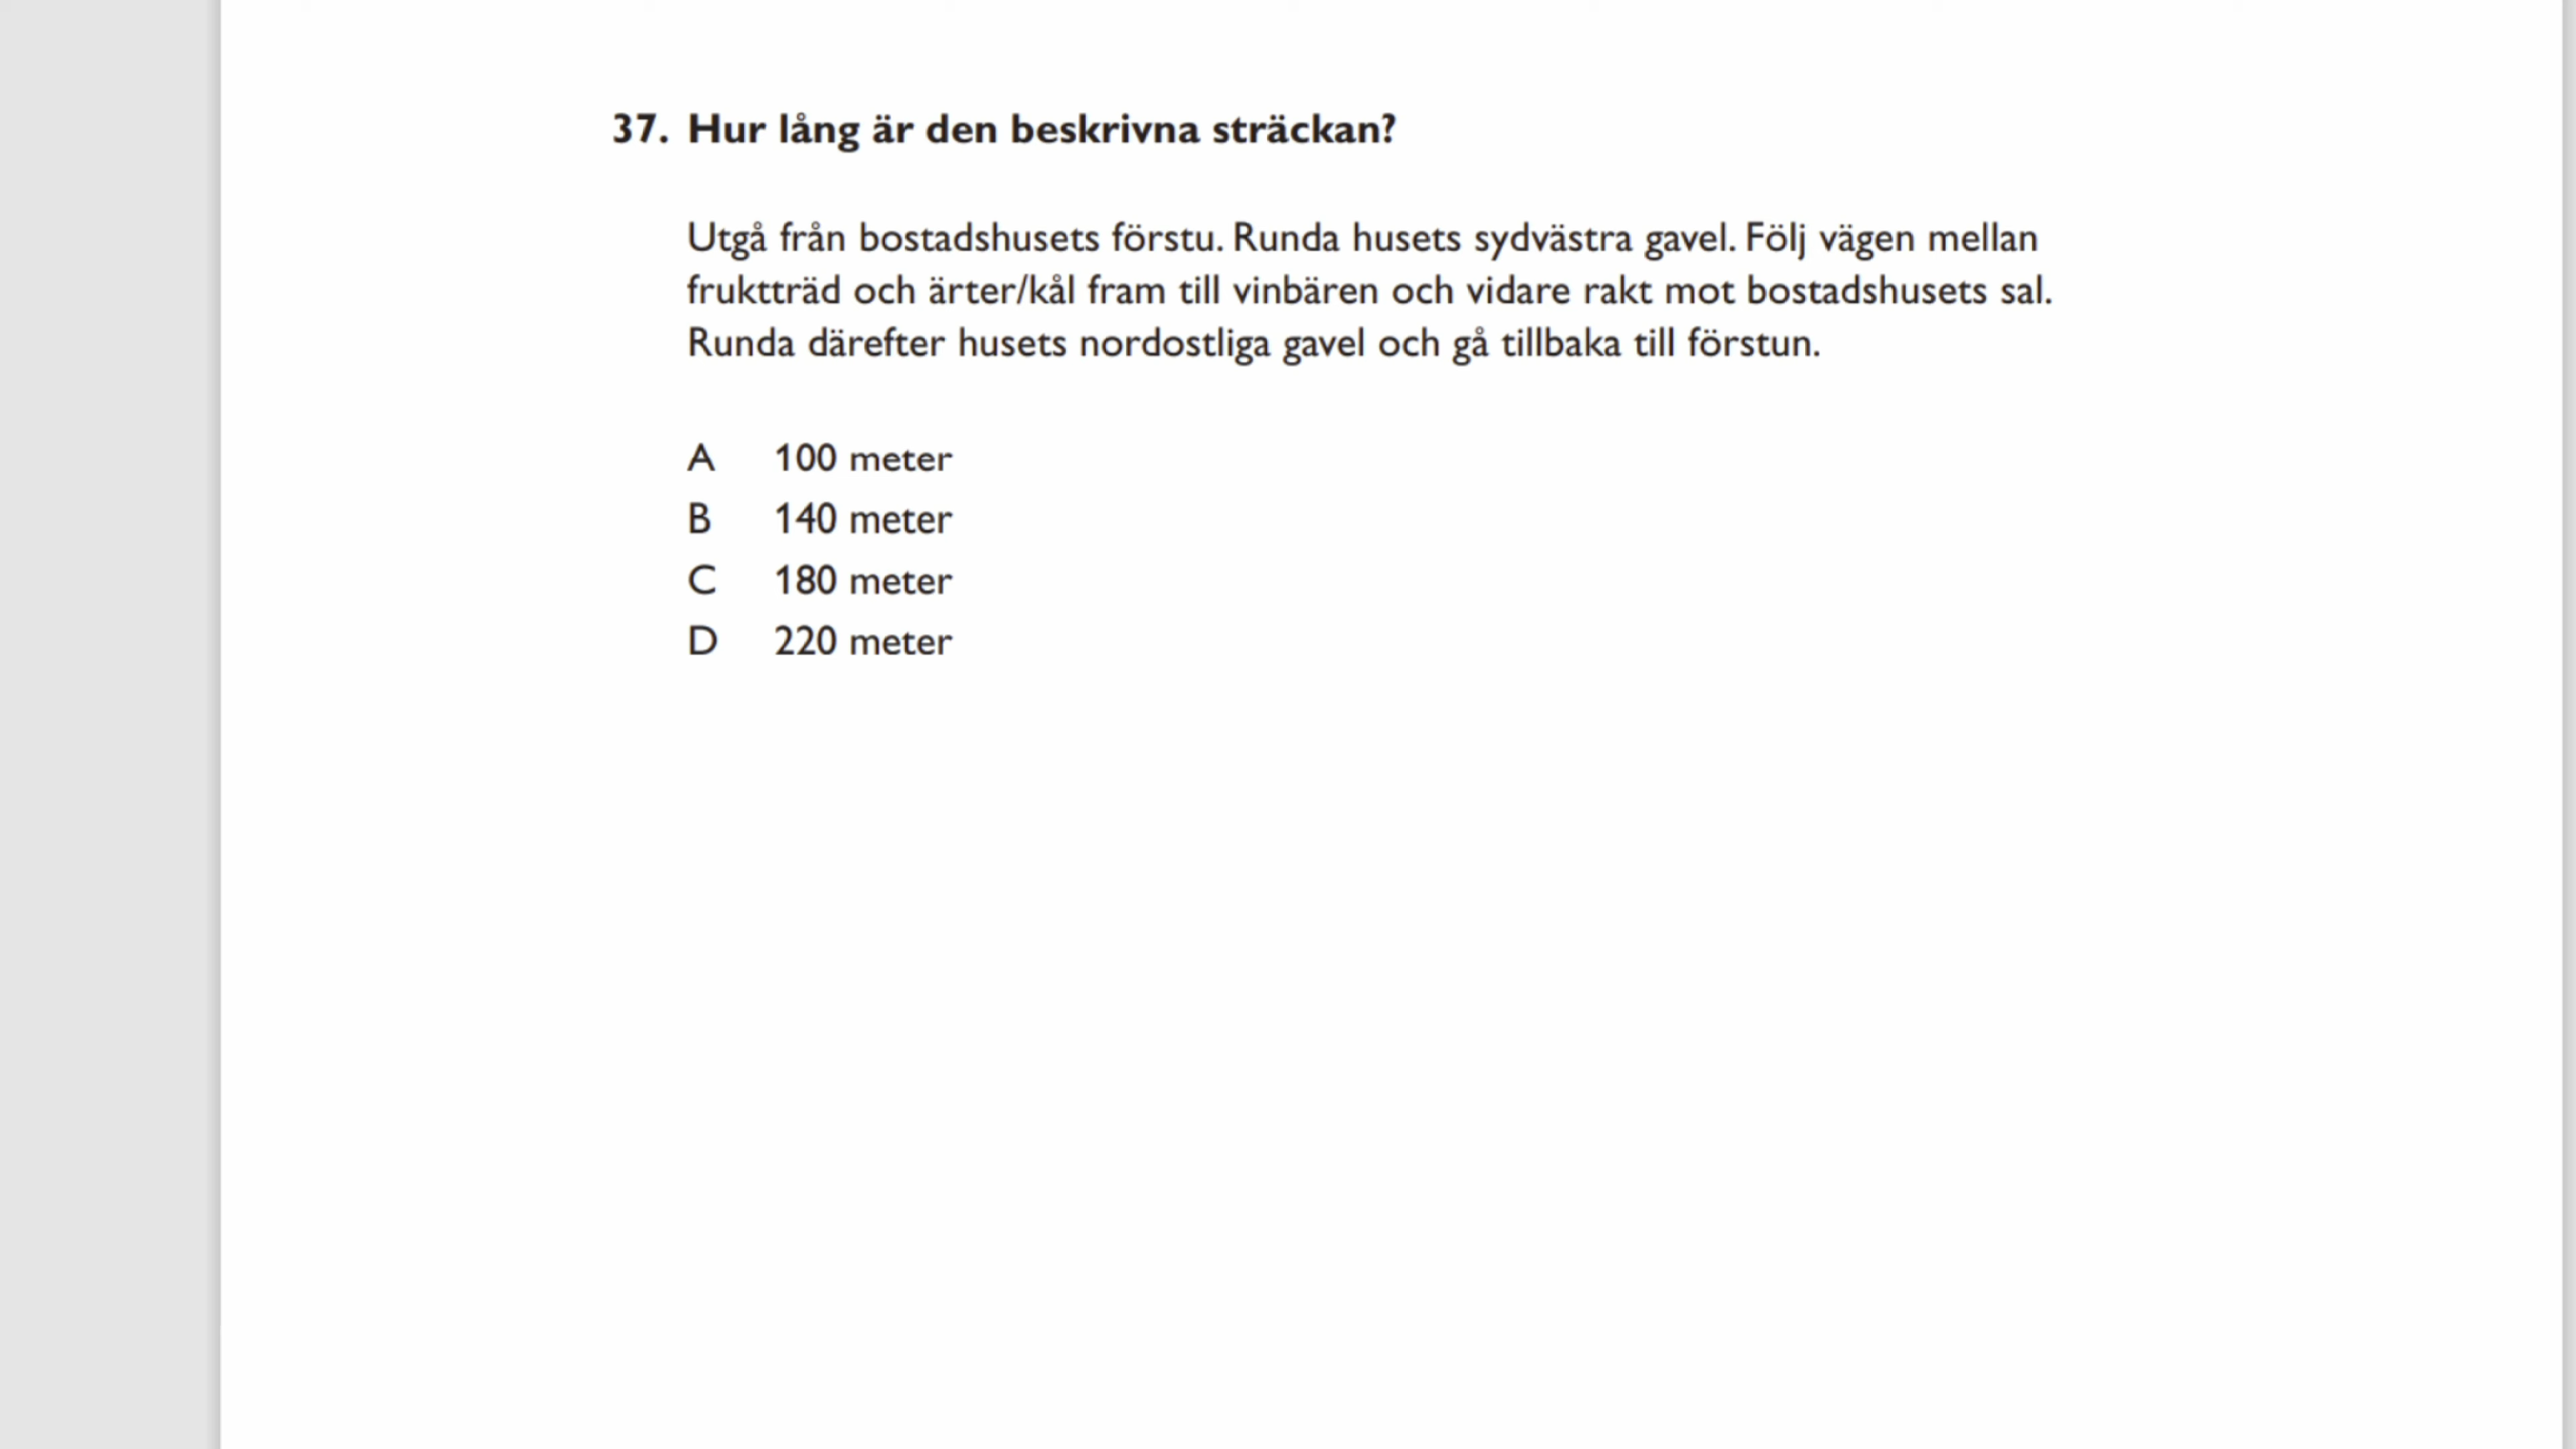 37. Hur lång är den beskrivna sträckan?
Utgå från bostadshusets förstu. Runda husets sydvästra gavel. Följ vägen mellan
fruktträd och ärter/kål fram till vinbären och vidare rakt mot bostadshusets sal.
Runda därefter husets nordostliga gavel och gå tillbaka till förstun.
A 100 meter
B 140 meter
C 180 meter
D 220 meter